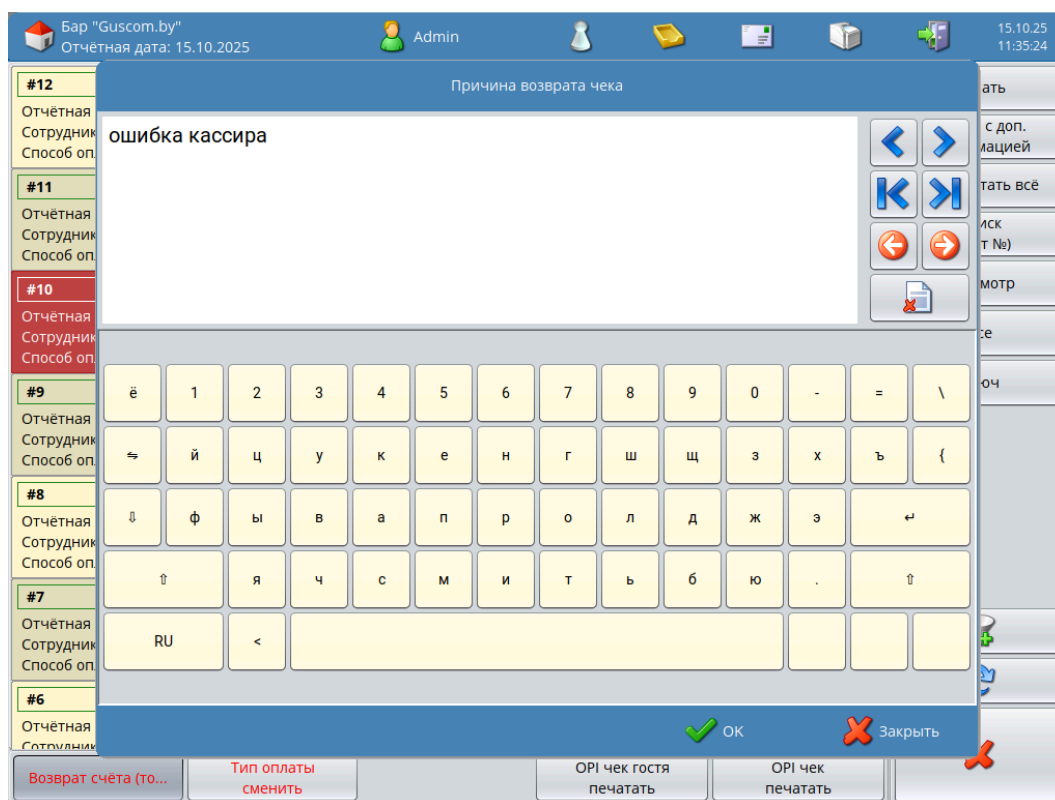 Бар "Guscom.by"
Отчётная дата: 15.10.2025
Admin
15.10.25
11:35:24
Причина возврата чека
ошибка кассира
#12
Отчётная
Сотрудник
Способ оп
#11
Отчётная
Сотрудник
Способ оп
#10
Отчётная
Сотрудник
Способ оп
#9
Отчётная
Сотрудник
Способ оп
#8
Отчётная
Сотрудник
Способ оп
#7
Отчётная
Сотрудник
Способ оп
#6
Отчётная
ать
с доп.
мацией
тать всё
иск
т №)
мотр
се
юч
ё 1 2 3 4 5 6 7 8 9 0 - = \
⇋ й ц у к е н г ш щ з х ъ {
⇩ ф ы в а п р о л д ж э ↵
⇧ я ч с м и т ь б ю . ⇧
RU <
OK
Закрыть
Возврат счёта (то...
Тип оплаты
сменить
OPI чек гостя
печатать
OPI чек
печатать